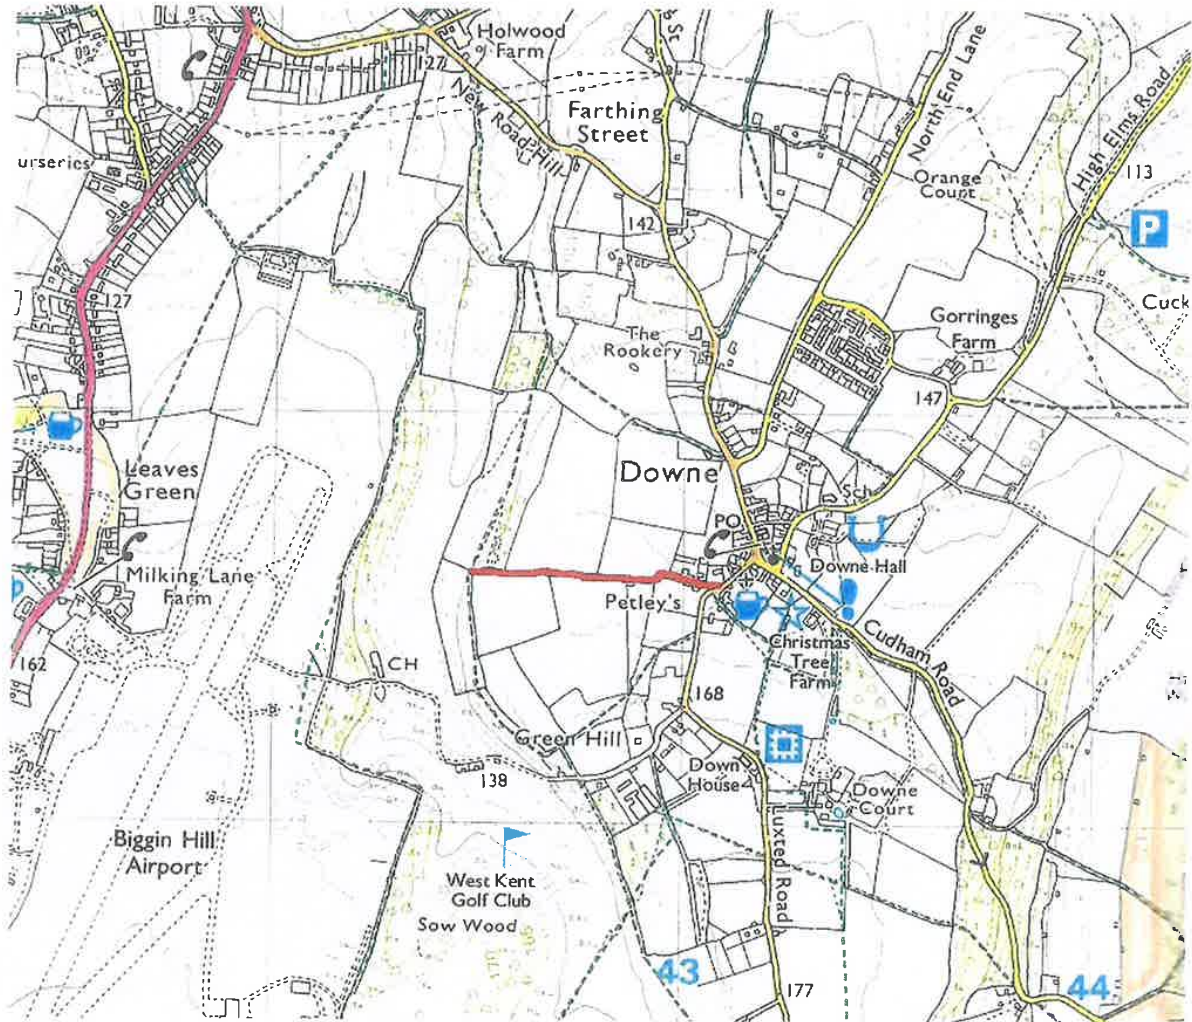 Holwood
Farm
127
New
Road
Hill
s St
Farthing
Street
North End Lane
High Elms Road
113
P
urseries
Orange
Court
142
127
Cuck
Gorringes
Farm
The
Rookery
147
Leaves
Green
Downe
Sch
PO
Downe Hall
Milking Lane
Farm
Petley's
Christmas
Tree
Farm
Cudham Road
162
CH
168
Green Hill
Down
House
138
Downe
Court
Biggin Hill
Airport
Luxted Road
West Kent
Golf Club
Sow Wood
43
177
44